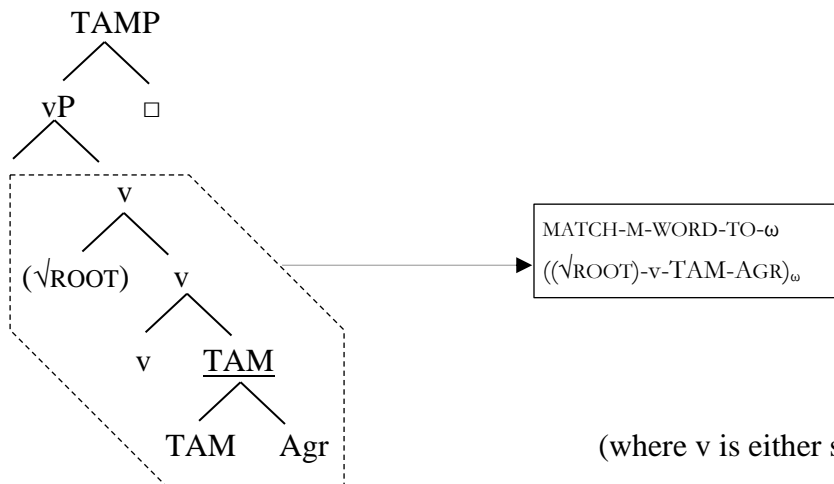 TAMP
vP □
v
(√ROOT) v
v TAM
TAM Agr
MATCH-M-WORD-TO-ω
((√ROOT)-v-TAM-AGR)ω
(where v is either